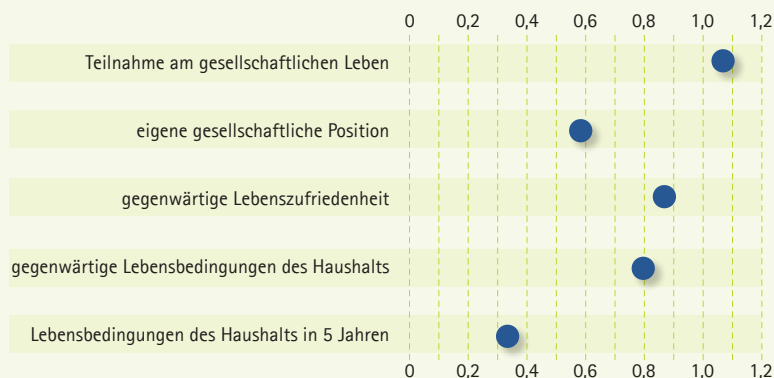 0 0,2 0,4 0,6 0,8 1,0 1,2
Teilnahme am gesellschaftlichen Leben
eigene gesellschaftliche Position
gegenwärtige Lebenszufriedenheit
gegenwärtige Lebensbedingungen des Haushalts
Lebensbedingungen des Haushalts in 5 Jahren
0 0,2 0,4 0,6 0,8 1,0 1,2